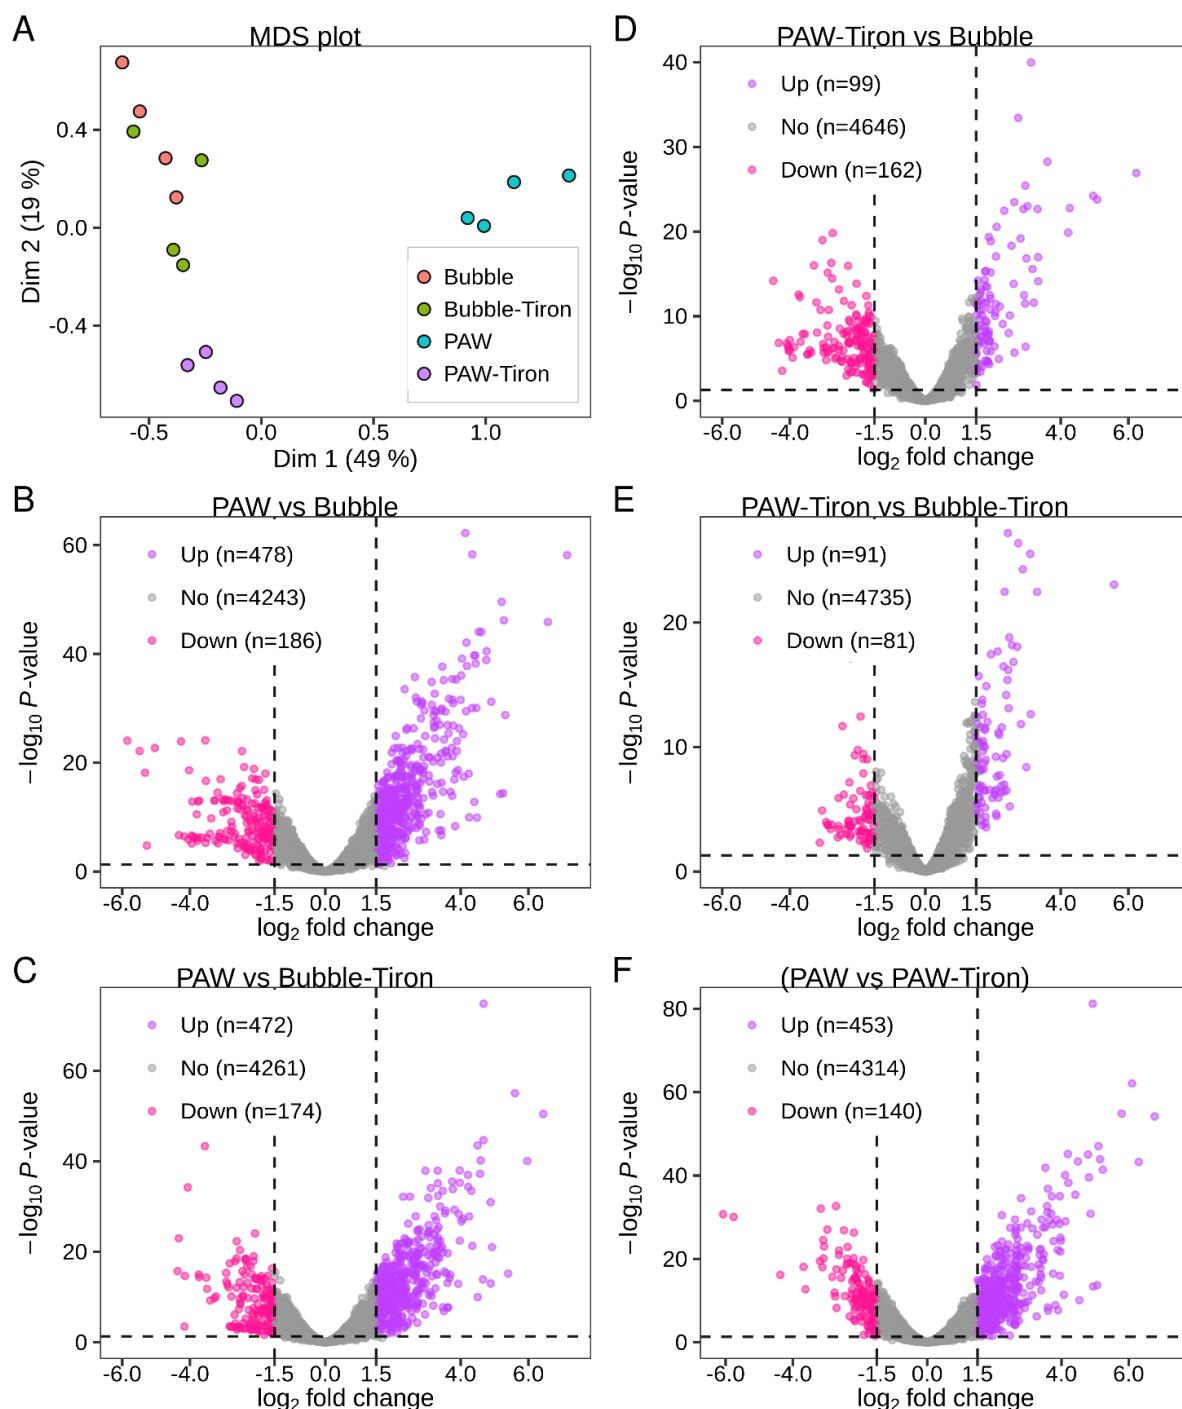 A
MDS plot
Dim 2 (19 %)
0.4
0.0
-0.4
Bubble
Bubble-Tiron
PAW
PAW-Tiron
-0.5
0.0
0.5
1.0
Dim 1 (49 %)
B
PAW vs Bubble
−log10 P-value
60
40
20
0
Up (n=478)
No (n=4243)
Down (n=186)
-6.0
-4.0
-1.5
0.0
1.5
4.0
6.0
log2 fold change
C
PAW vs Bubble-Tiron
−log10 P-value
60
40
20
0
Up (n=472)
No (n=4261)
Down (n=174)
-6.0
-4.0
-1.5
0.0
1.5
4.0
6.0
log2 fold change
D
PAW-Tiron vs Bubble
−log10 P-value
40
30
20
10
0
Up (n=99)
No (n=4646)
Down (n=162)
-6.0
-4.0
-1.5
0.0
1.5
4.0
6.0
log2 fold change
E
PAW-Tiron vs Bubble-Tiron
−log10 P-value
20
10
0
Up (n=91)
No (n=4735)
Down (n=81)
-6.0
-4.0
-1.5
0.0
1.5
4.0
6.0
log2 fold change
F
(PAW vs PAW-Tiron)
−log10 P-value
80
60
40
20
0
Up (n=453)
No (n=4314)
Down (n=140)
-6.0
-4.0
-1.5
0.0
1.5
4.0
6.0
log2 fold change